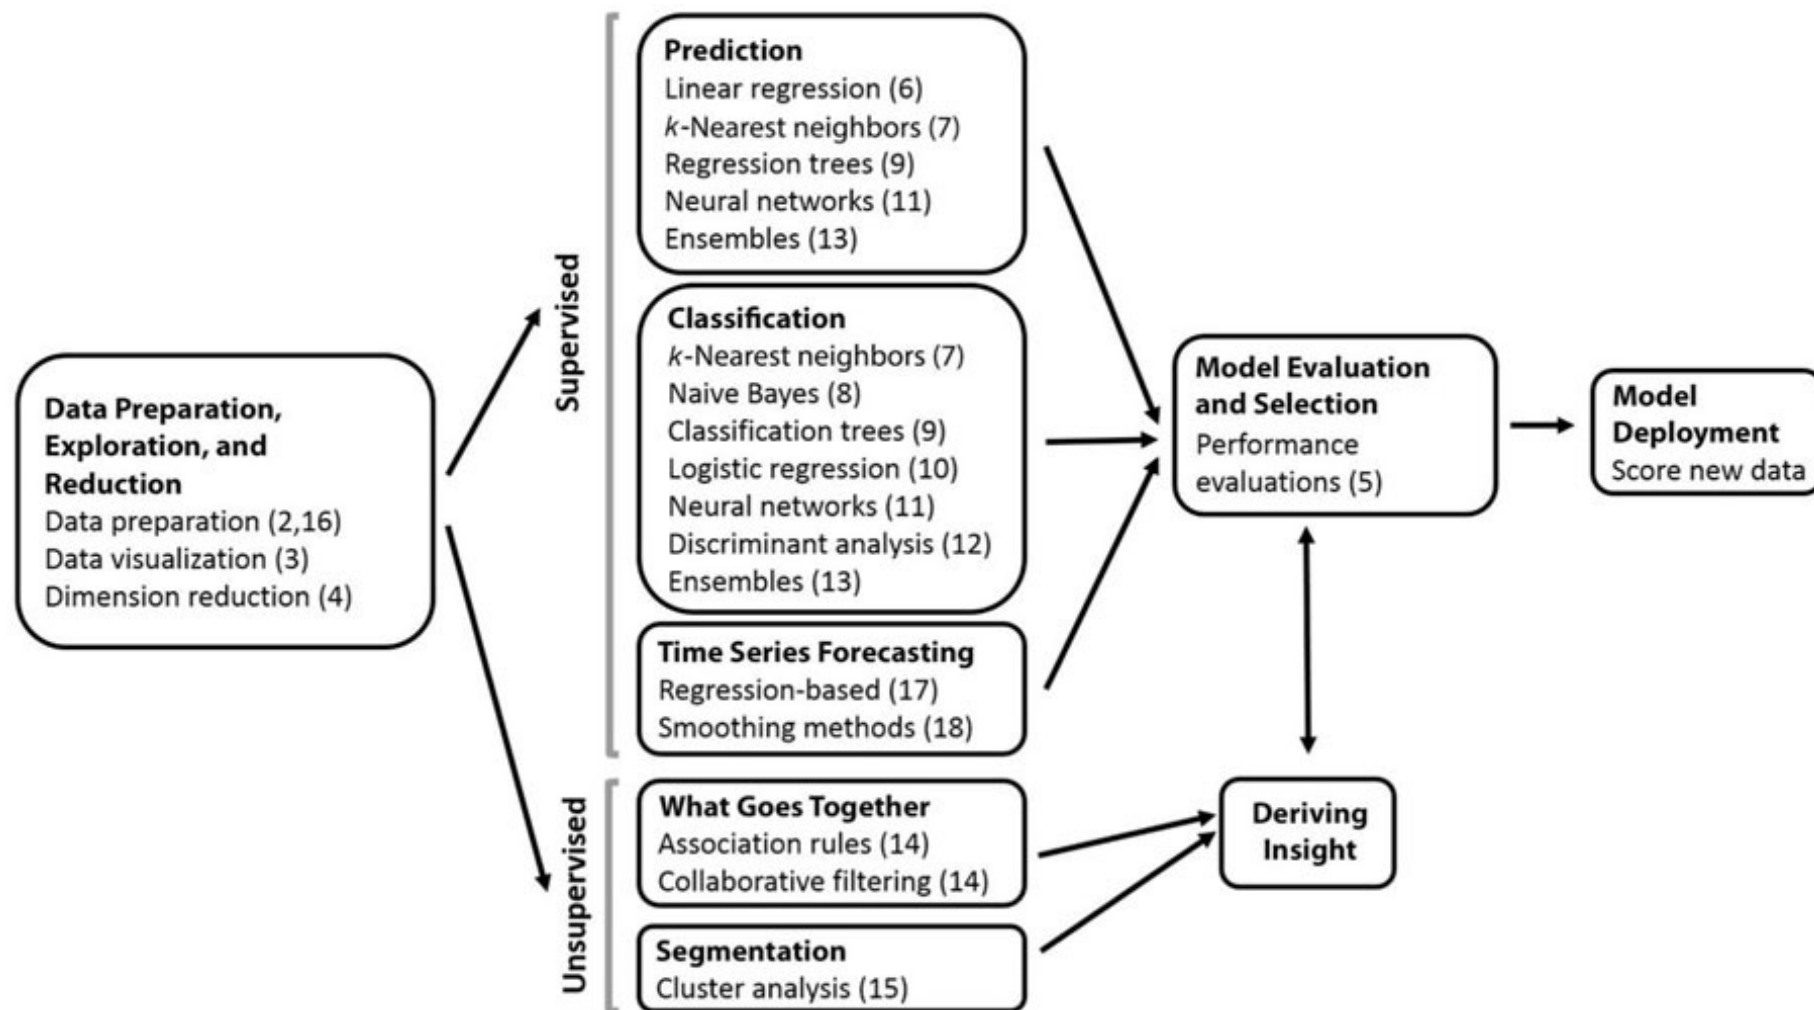 Data Preparation,
Exploration, and
Reduction
Data preparation (2,16)
Data visualization (3)
Dimension reduction (4)
Supervised
Prediction
Linear regression (6)
k-Nearest neighbors (7)
Regression trees (9)
Neural networks (11)
Ensembles (13)
Classification
k-Nearest neighbors (7)
Naive Bayes (8)
Classification trees (9)
Logistic regression (10)
Neural networks (11)
Discriminant analysis (12)
Ensembles (13)
Time Series Forecasting
Regression-based (17)
Smoothing methods (18)
Unsupervised
What Goes Together
Association rules (14)
Collaborative filtering (14)
Segmentation
Cluster analysis (15)
Model Evaluation
and Selection
Performance
evaluations (5)
Deriving
Insight
Model
Deployment
Score new data